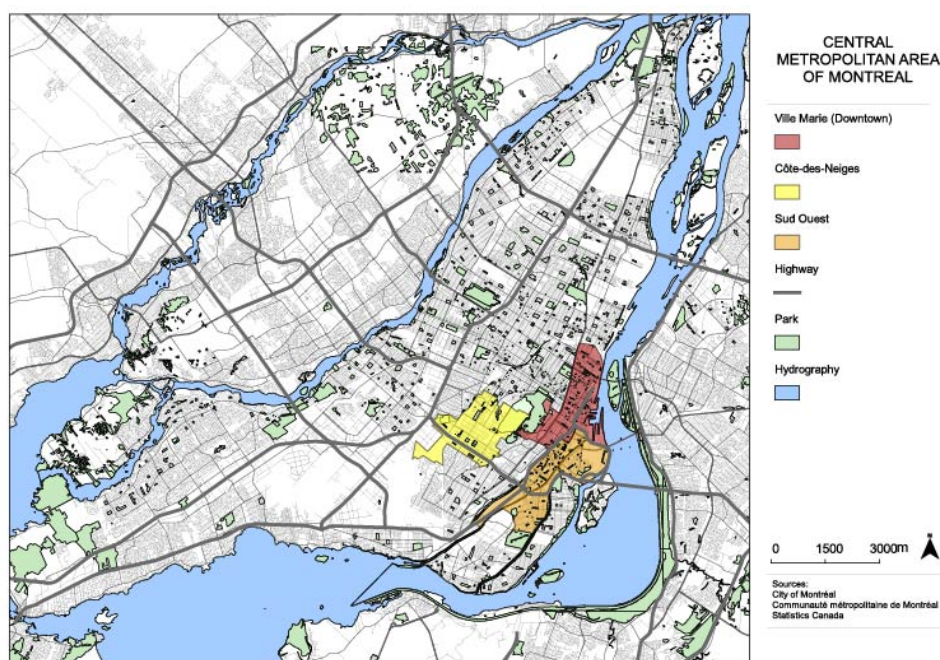 CENTRAL
METROPOLITAN AREA
OF MONTREAL
Ville Marie (Downtown)
Côte-des-Neiges
Sud Ouest
Highway
Park
Hydrography
N
0 1500 3000m
Sources:
City of Montréal
Communauté métropolitaine de Montréal
Statistics Canada